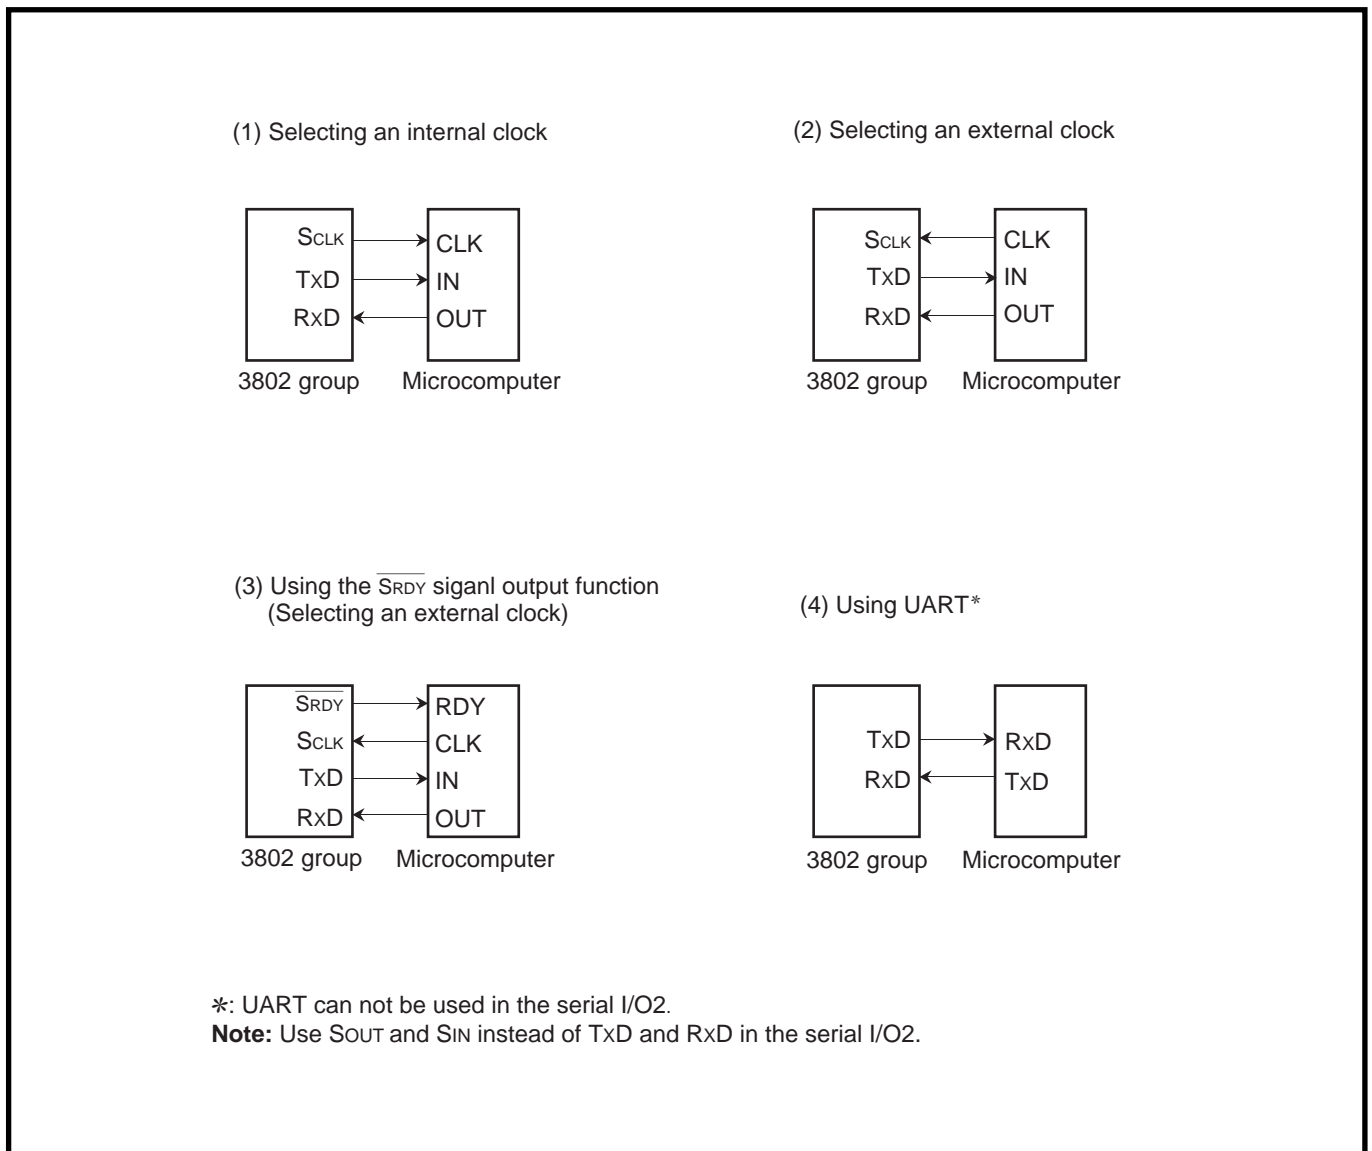 (1) Selecting an internal clock
SCLK CLK
TXD IN
RXD OUT
3802 group Microcomputer
(2) Selecting an external clock
SCLK CLK
TXD IN
RXD OUT
3802 group Microcomputer
(3) Using the S̅R̅D̅Y̅ siganl output function
(Selecting an external clock)
S̅R̅D̅Y̅ RDY
SCLK CLK
TXD IN
RXD OUT
3802 group Microcomputer
(4) Using UART*
TXD RXD
RXD TXD
3802 group Microcomputer
*: UART can not be used in the serial I/O2.
Note: Use SOUT and SIN instead of TXD and RXD in the serial I/O2.